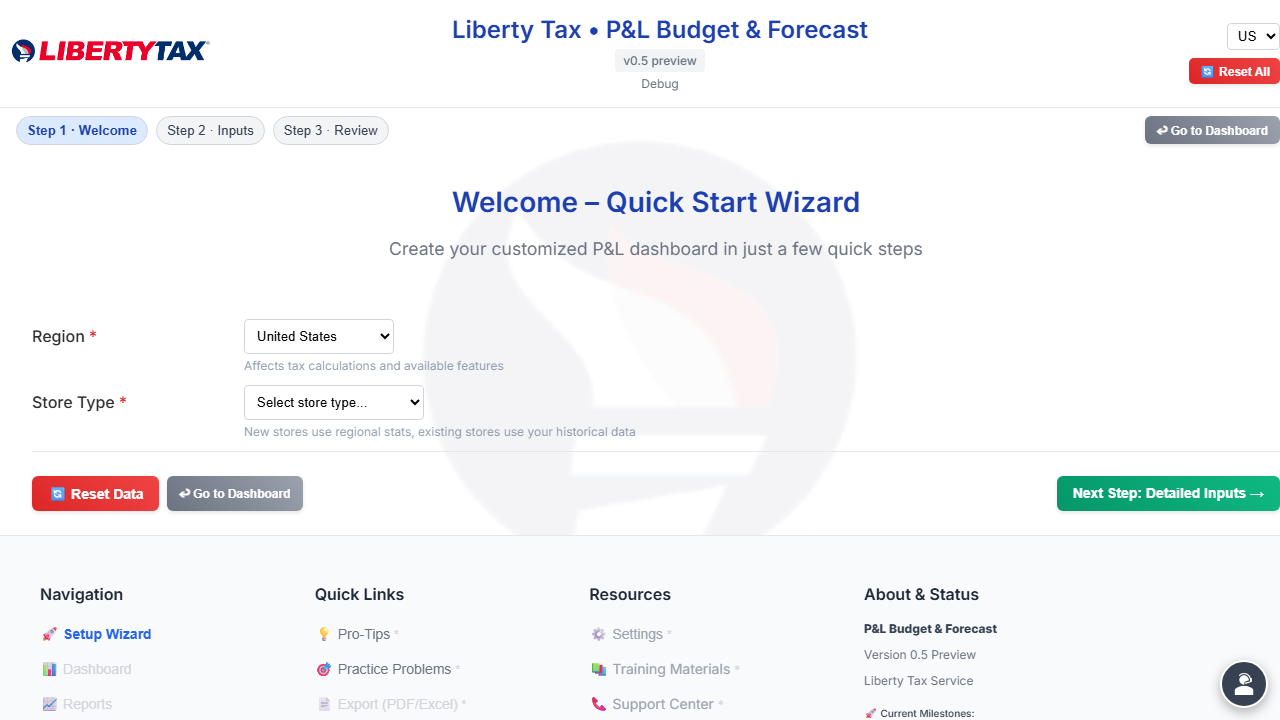 LIBERTYTAX
Liberty Tax • P&L Budget & Forecast
v0.5 preview
Debug
US
Reset All
Step 1 · Welcome
Step 2 · Inputs
Step 3 · Review
↩ Go to Dashboard
Welcome – Quick Start Wizard
Create your customized P&L dashboard in just a few quick steps
Region *
United States
Affects tax calculations and available features
Store Type *
Select store type...
New stores use regional stats, existing stores use your historical data
Reset Data
↩ Go to Dashboard
Next Step: Detailed Inputs →
Navigation
Setup Wizard
Dashboard
Reports
Quick Links
Pro-Tips *
Practice Problems *
Export (PDF/Excel) *
Resources
Settings *
Training Materials *
Support Center *
About & Status
P&L Budget & Forecast
Version 0.5 Preview
Liberty Tax Service
🚀 Current Milestones: